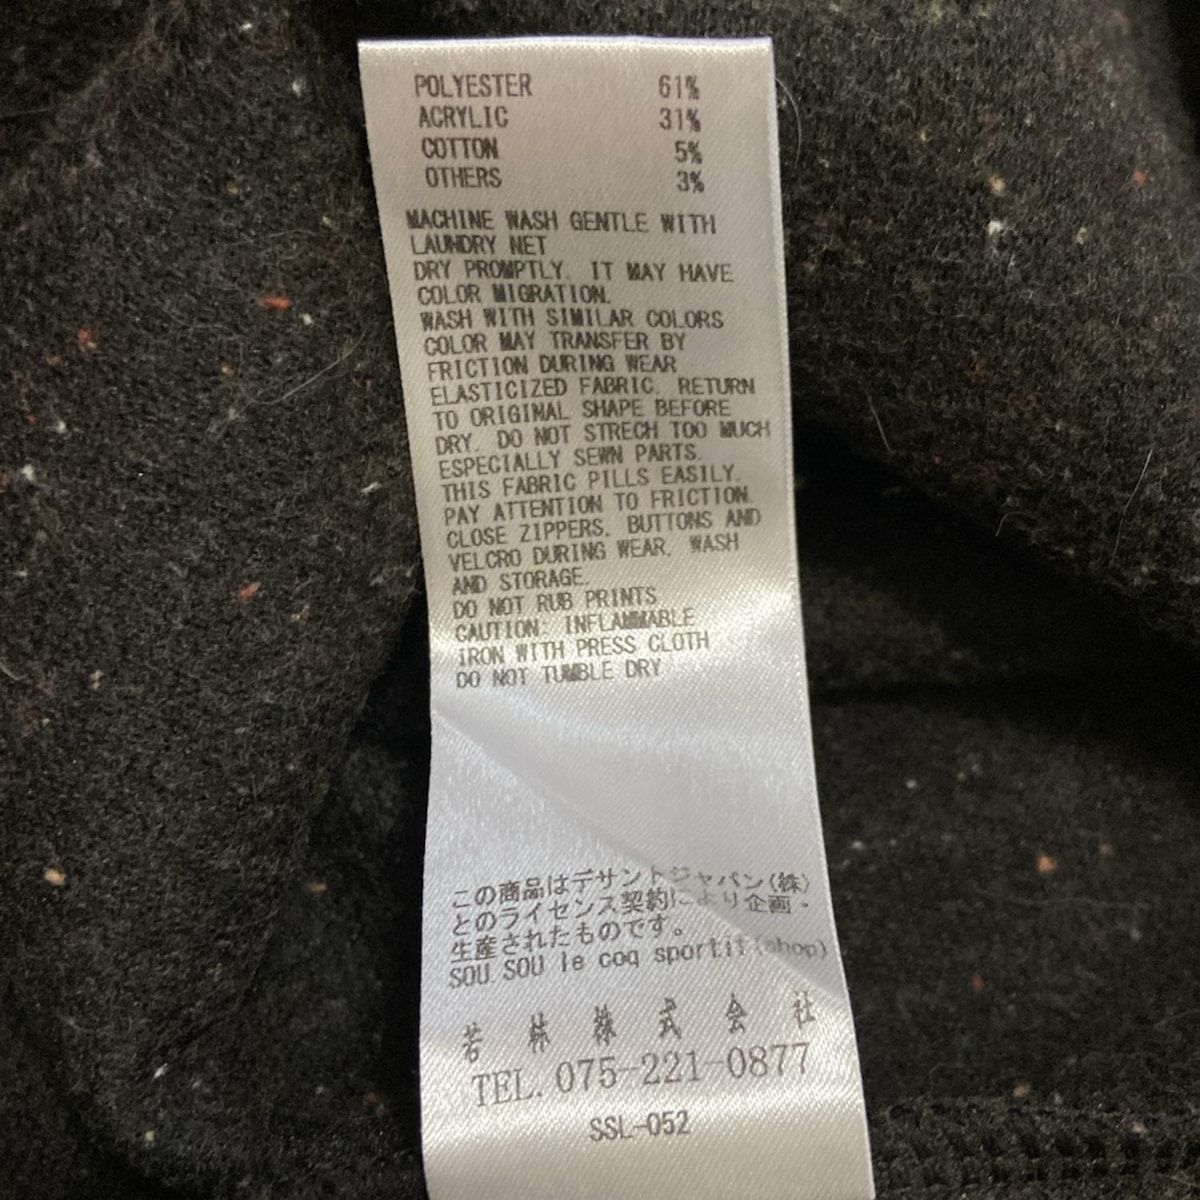 POLYESTER 61%
ACRYLIC 31%
COTTON 5%
OTHERS 3%
MACHINE WASH GENTLE WITH
LAUNDRY NET
DRY PROMPTLY. IT MAY HAVE
COLOR MIGRATION.
WASH WITH SIMILAR COLORS
COLOR MAY TRANSFER BY
FRICTION DURING WEAR
ELASTICIZED FABRIC. RETURN
TO ORIGINAL SHAPE BEFORE
DRY. DO NOT STRECH TOO MUCH
ESPECIALLY SEWN PARTS.
THIS FABRIC PILLS EASILY.
PAY ATTENTION TO FRICTION.
CLOSE ZIPPERS, BUTTONS AND
VELCRO DURING WEAR, WASH
AND STORAGE.
DO NOT RUB PRINTS
CAUTION: INFLAMMABLE
IRON WITH PRESS CLOTH
DO NOT TUMBLE DRY
この商品はデサントジャパン(株)
とのライセンス契約により企画・
生産されたものです。
SOU.SOU le coq sportif(shop)
若林株式会社
TEL. 075-221-0877
SSL-052